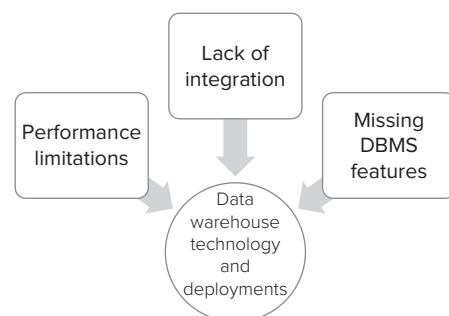 Lack of
integration
Performance
limitations
Missing
DBMS
features
Data
warehouse
technology
and
deployments